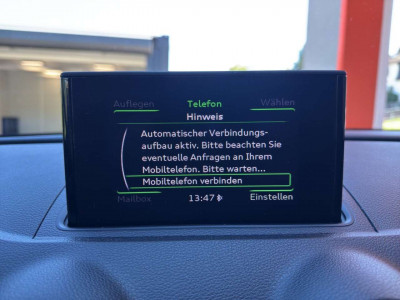 Auflegen Telefon Wählen
Hinweis
Automatischer Verbindungs-
aufbau aktiv. Bitte beachten Sie
eventuelle Anfragen an Ihrem
Mobiltelefon. Bitte warten...
Mobiltelefon verbinden
Mailbox 13:47 Einstellen